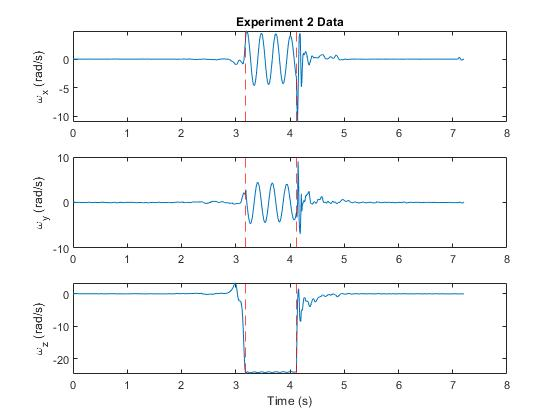 Experiment 2 Data
ω_x (rad/s)
0
-5
-10
0 1 2 3 4 5 6 7 8
ω_y (rad/s)
10
0
-10
0 1 2 3 4 5 6 7 8
ω_z (rad/s)
0
-10
-20
0 1 2 3 4 5 6 7 8
Time (s)